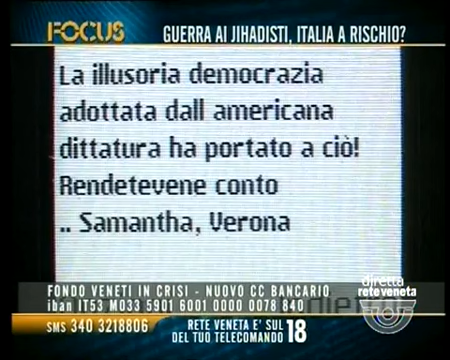 FOCUS
GUERRA AI JIHADISTI, ITALIA A RISCHIO?
La illusoria democrazia
adottata dall americana
dittatura ha portato a ciò!
Rendetevene conto
.. Samantha, Verona
diretta
reteveneta
FONDO VENETI IN CRISI - NUOVO CC BANCARIO
iban IT53 M033 5901 6001 0000 0078 840
SMS 340 3218806
RETE VENETA E' SUL
DEL TUO TELECOMANDO 18